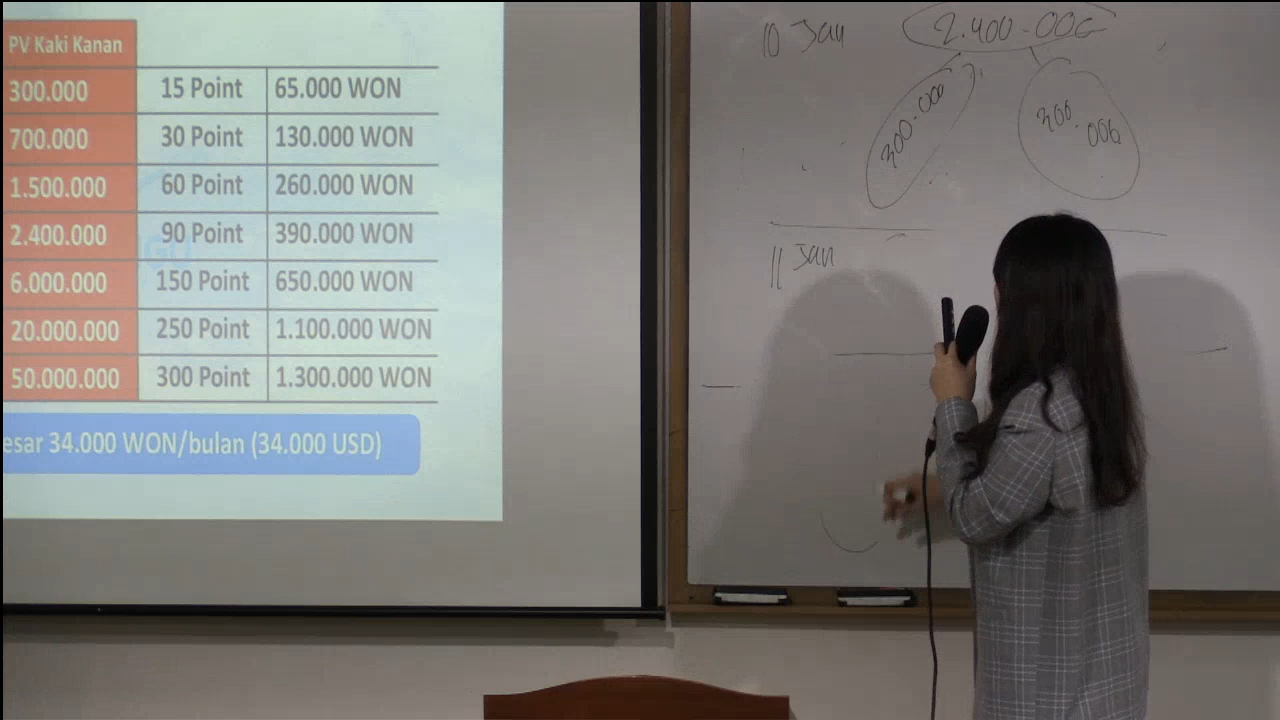 PV Kaki Kanan
300.000 15 Point 65.000 WON
700.000 30 Point 130.000 WON
1.500.000 60 Point 260.000 WON
2.400.000 90 Point 390.000 WON
6.000.000 150 Point 650.000 WON
20.000.000 250 Point 1.100.000 WON
50.000.000 300 Point 1.300.000 WON
esar 34.000 WON/bulan (34.000 USD)
10 Jan 2.400.000
300.000 300.000
11 Jan